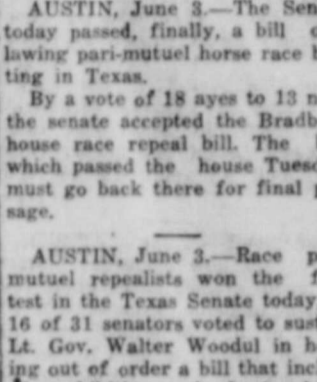 AUSTIN, June 3.—The Sen
today passed, finally, a bill
lawing pari-mutuel horse race b
ting in Texas.
By a vote of 18 ayes to 13 n
the senate accepted the Bradb
house race repeal bill. The
which passed the house Tuesd
must go back there for final p
sage.
AUSTIN, June 3.—Race p
mutuel repealists won the f
test in the Texas Senate today
16 of 31 senators voted to sust
Lt. Gov. Walter Woodul in h
ing out of order a bill that incl